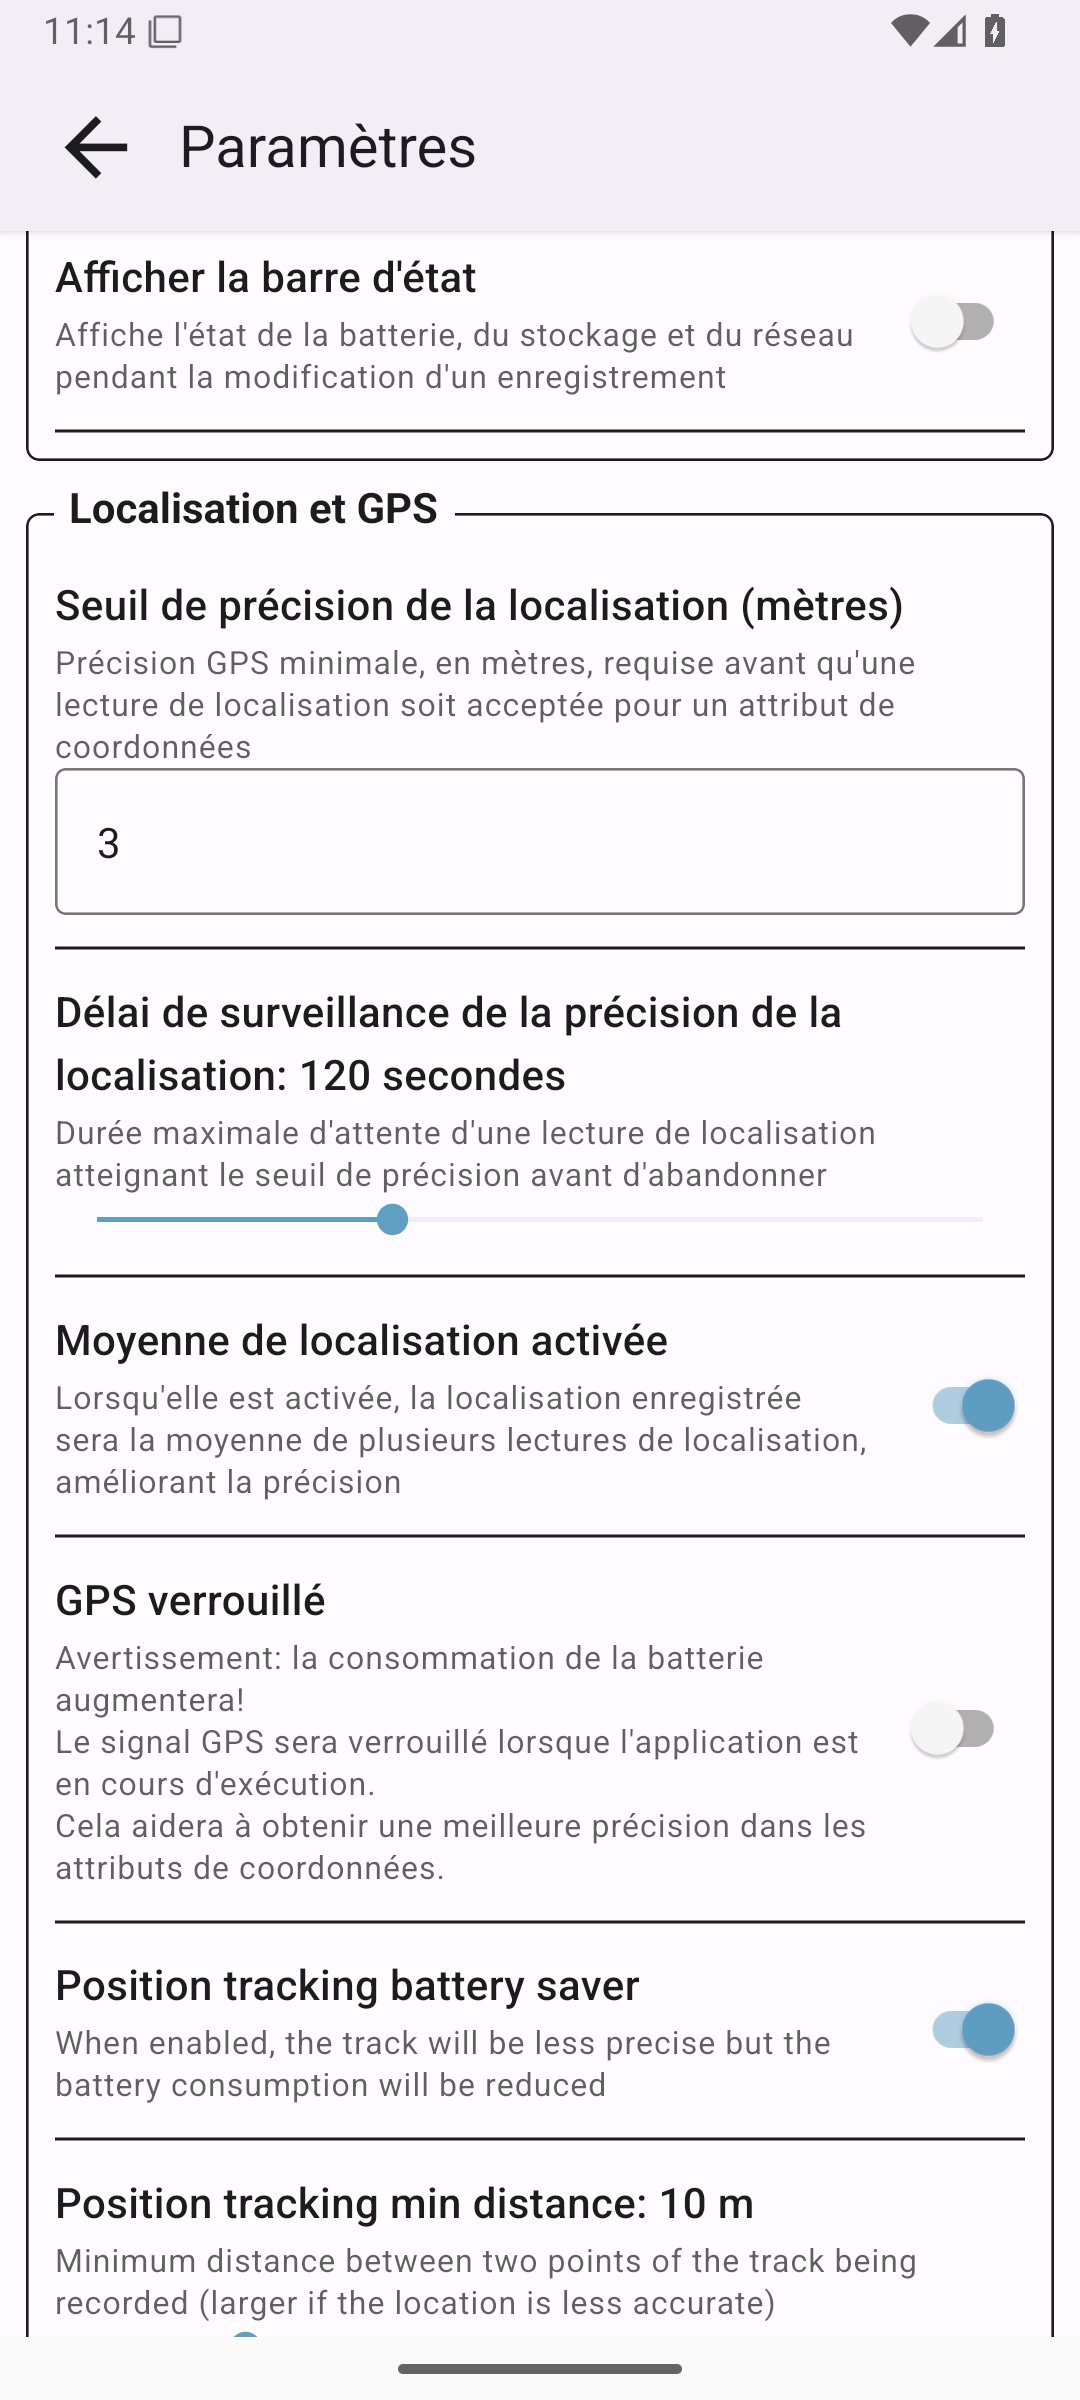 11:14
Paramètres
Afficher la barre d'état
Affiche l'état de la batterie, du stockage et du réseau
pendant la modification d'un enregistrement
Localisation et GPS
Seuil de précision de la localisation (mètres)
Précision GPS minimale, en mètres, requise avant qu'une
lecture de localisation soit acceptée pour un attribut de
coordonnées
3
Délai de surveillance de la précision de la
localisation: 120 secondes
Durée maximale d'attente d'une lecture de localisation
atteignant le seuil de précision avant d'abandonner
Moyenne de localisation activée
Lorsqu'elle est activée, la localisation enregistrée
sera la moyenne de plusieurs lectures de localisation,
améliorant la précision
GPS verrouillé
Avertissement: la consommation de la batterie
augmentera!
Le signal GPS sera verrouillé lorsque l'application est
en cours d'exécution.
Cela aidera à obtenir une meilleure précision dans les
attributs de coordonnées.
Position tracking battery saver
When enabled, the track will be less precise but the
battery consumption will be reduced
Position tracking min distance: 10 m
Minimum distance between two points of the track being
recorded (larger if the location is less accurate)